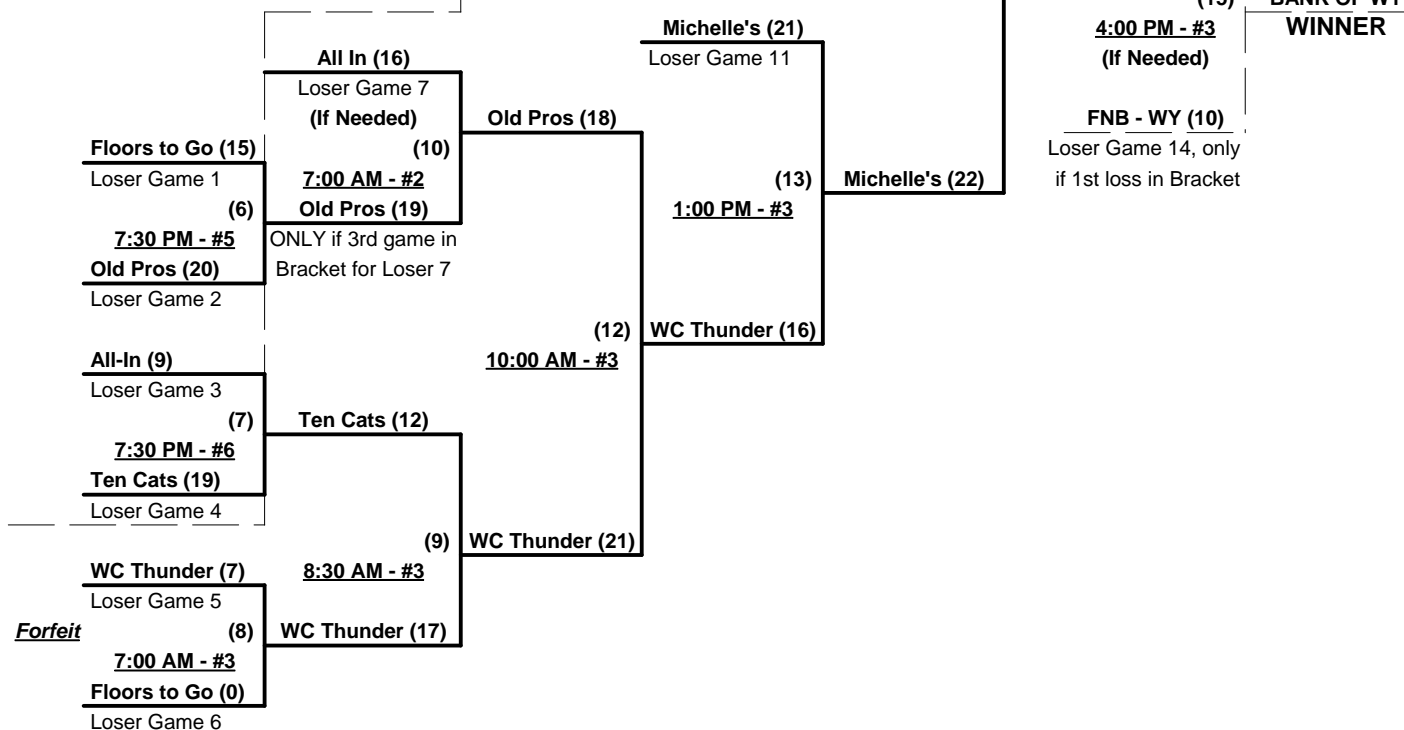 (15)
BANK OF WY
4:00 PM - #3
WINNER
(If Needed)
FNB - WY (10)
Loser Game 14, only
if 1st loss in Bracket
Michelle's (21)
Loser Game 11
(13)
1:00 PM - #3
Michelle's (22)
All In (16)
Loser Game 7
(If Needed)
(10)
7:00 AM - #2
Old Pros (19)
ONLY if 3rd game in
Bracket for Loser 7
Old Pros (18)
Floors to Go (15)
Loser Game 1
(6)
7:30 PM - #5
Old Pros (20)
Loser Game 2
(12)
10:00 AM - #3
WC Thunder (16)
All-In (9)
Loser Game 3
(7)
7:30 PM - #6
Ten Cats (19)
Loser Game 4
Ten Cats (12)
(9)
8:30 AM - #3
WC Thunder (21)
WC Thunder (7)
Loser Game 5
Forfeit
(8)
7:00 AM - #3
Floors to Go (0)
Loser Game 6
WC Thunder (17)